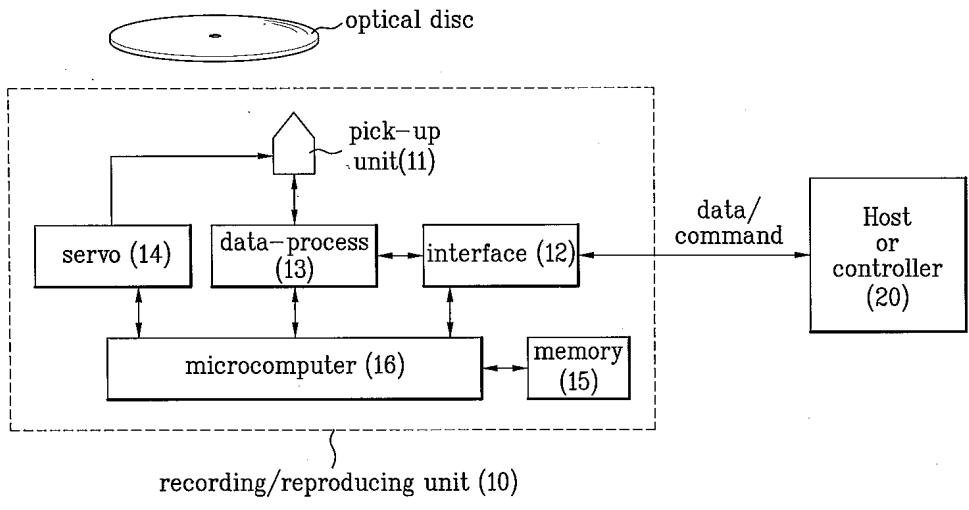 optical disc
pick-up
unit(11)
servo (14)
data-process
(13)
interface (12)
data/
command
Host
or
controller
(20)
microcomputer (16)
memory
(15)
recording/reproducing unit (10)